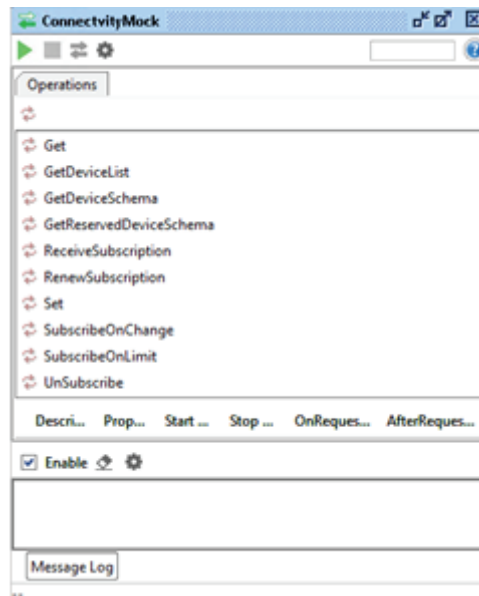 ConnectvityMock
Operations
Get
GetDeviceList
GetDeviceSchema
GetReservedDeviceSchema
ReceiveSubscription
RenewSubscription
Set
SubscribeOnChange
SubscribeOnLimit
UnSubscribe
Descri... Prop... Start ... Stop ... OnReques... AfterReques...
Enable
Message Log